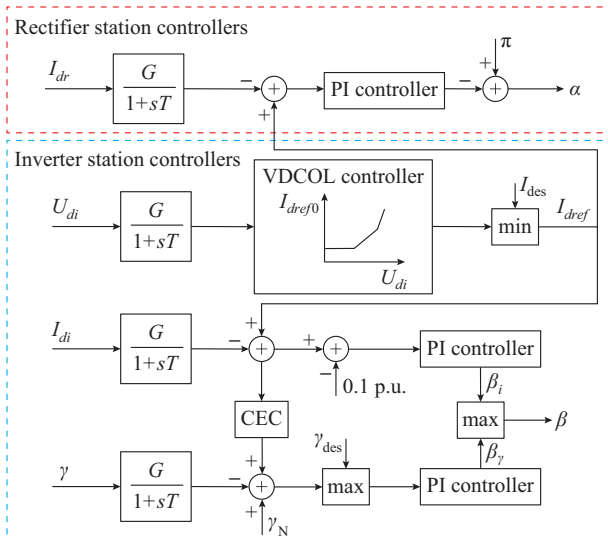 Rectifier station controllers
I_dr
G
1+sT
−
+
+
PI controller
−
π
+
+
α
Inverter station controllers
U_di
G
1+sT
VDCOL controller
I_dref0
U_di
I_des
min
I_dref
I_di
G
1+sT
−
+
+
+
+
−
0.1 p.u.
PI controller
β_i
CEC
max
β
γ
G
1+sT
−
+
+
+
γ_N
γ_des
max
PI controller
β_γ